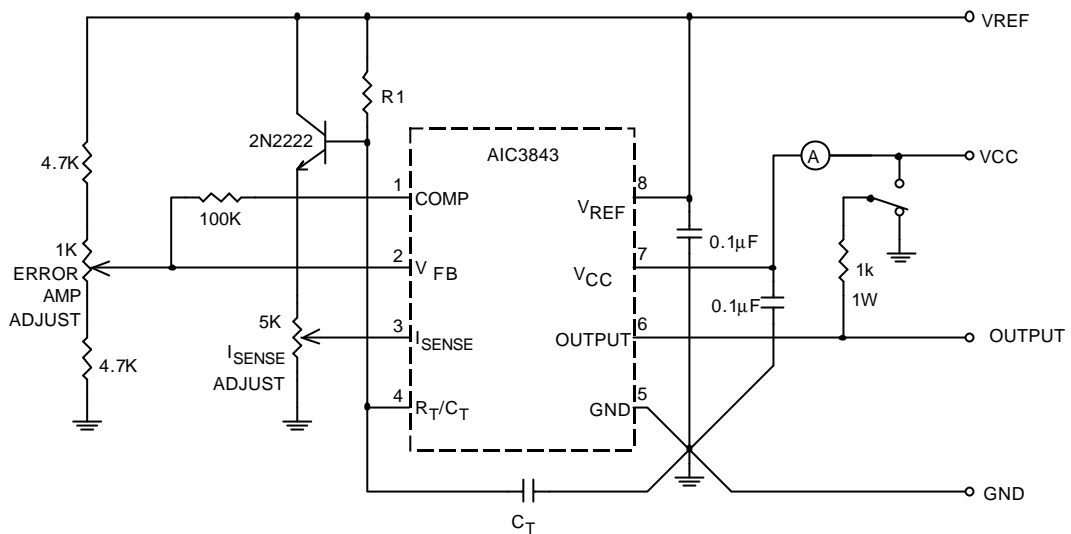 VREF
R1
2N2222
AIC3843
A
VCC
4.7K
1
COMP
8
VREF
100K
0.1μF
1K
ERROR
AMP
ADJUST
2
V FB
7
VCC
1k
1W
0.1μF
5K
ISENSE
ADJUST
3
ISENSE
6
OUTPUT
OUTPUT
4.7K
4
RT/CT
5
GND
GND
CT